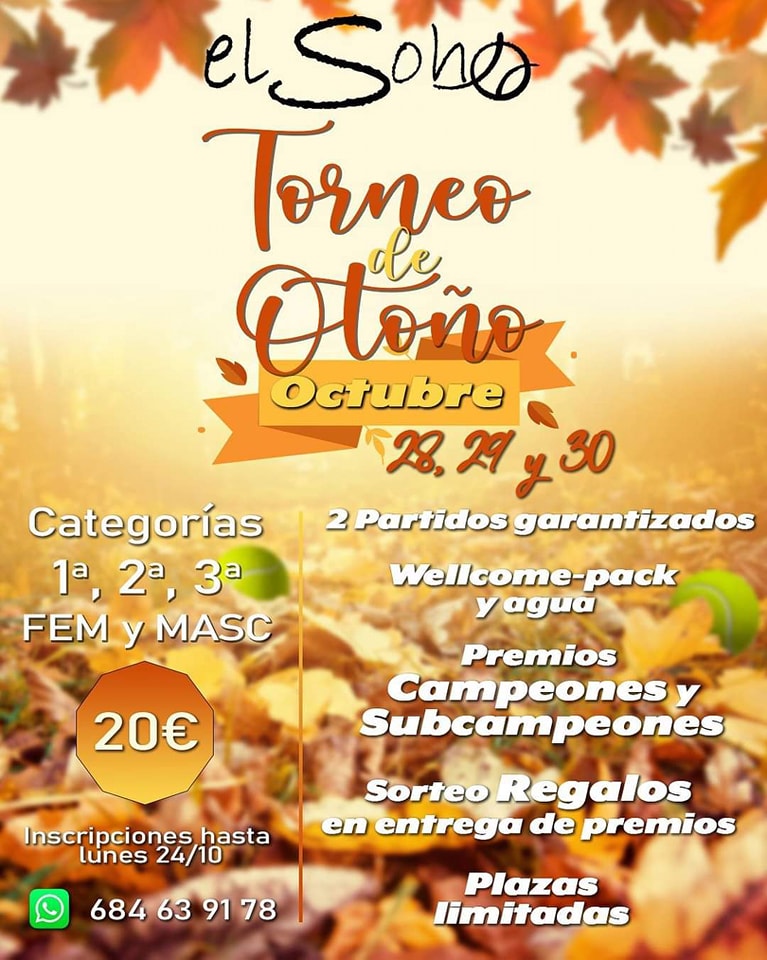 el Soho
Torneo
de
Otoño
Octubre
28, 29 y 30
Categorías
1ª, 2ª, 3ª
FEM y MASC
20€
Inscripciones hasta
lunes 24/10
684 63 91 78
2 Partidos garantizados
Wellcome-pack
y agua
Premios
Campeones y
Subcampeones
Sorteo Regalos
en entrega de premios
Plazas
limitadas